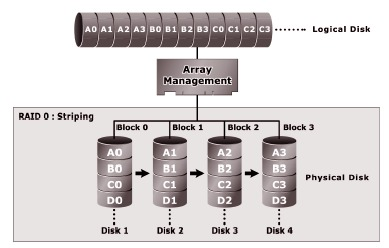 A0 A1 A2 A3 B0 B1 B2 B3 C0 C1 C2 C3 Logical Disk
Array
Management
RAID 0 : Striping
Block 0 Block 1 Block 2 Block 3
A0 A1 A2 A3
B0 B1 B2 B3
Physical Disk
C0 C1 C2 C3
D0 D1 D2 D3
Disk 1 Disk 2 Disk 3 Disk 4